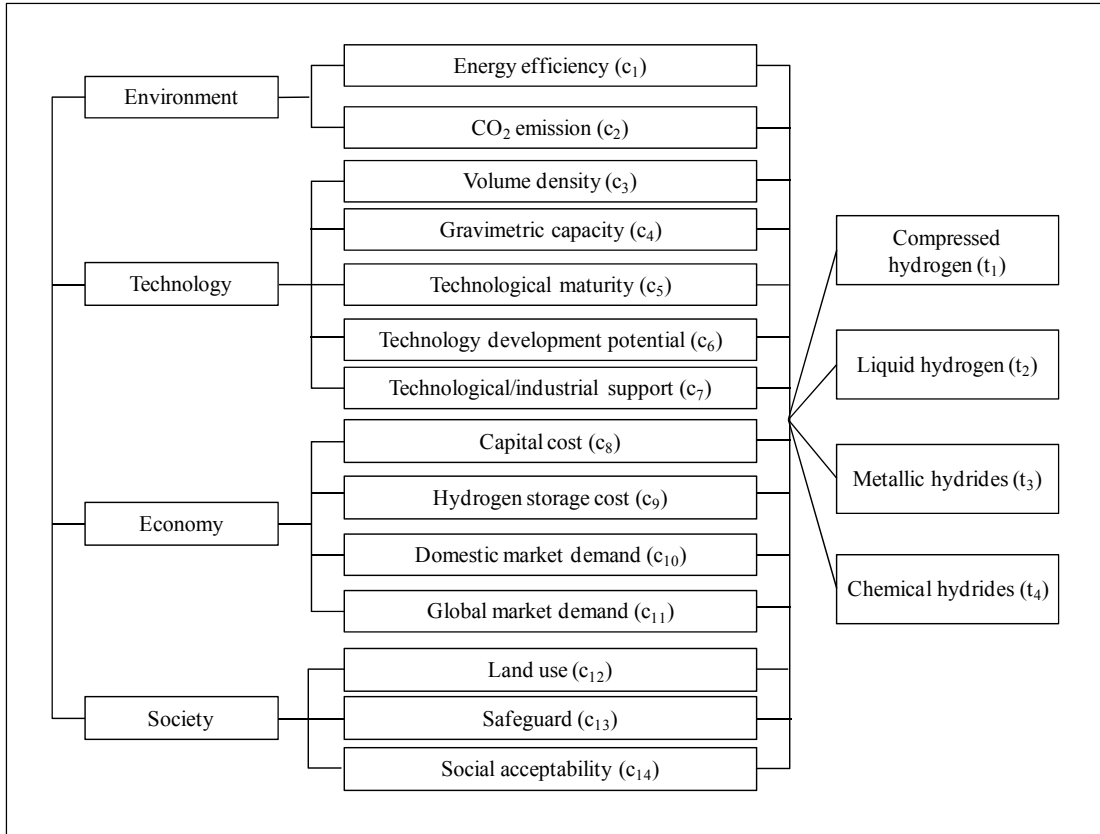 Environment
Technology
Economy
Society
Energy efficiency (c₁)
CO₂ emission (c₂)
Volume density (c₃)
Gravimetric capacity (c₄)
Technological maturity (c₅)
Technology development potential (c₆)
Technological/industrial support (c₇)
Capital cost (c₈)
Hydrogen storage cost (c₉)
Domestic market demand (c₁₀)
Global market demand (c₁₁)
Land use (c₁₂)
Safeguard (c₁₃)
Social acceptability (c₁₄)
Compressed
hydrogen (t₁)
Liquid hydrogen (t₂)
Metallic hydrides (t₃)
Chemical hydrides (t₄)